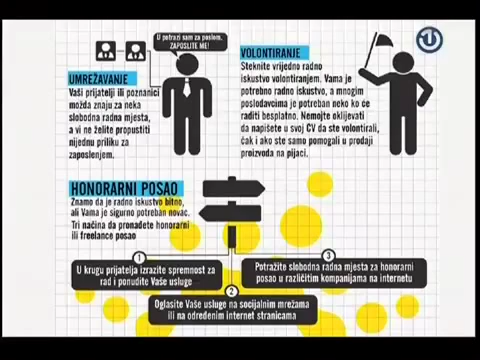 U potrazi sam za poslom,
ZAPOSLITE ME!
UMREŽAVANJE
Vaši prijatelji ili poznanici
možda znaju za neka
slobodna radna mjesta,
a vi ne želite propustiti
nijednu priliku za
zaposlenjem.
VOLONTIRANJE
Steknite vrijedno radno
iskustvo volontiranjem. Vama je
potrebno radno iskustvo, a mnogim
poslodavcima je potreban neko ko će
raditi besplatno. Nemojte oklijevati
da napišete u svoj CV da ste volontirali,
čak i ako ste samo pomogali u prodaji
proizvoda na pijaci.
HONORARNI POSAO
Znamo da je radno iskustvo bitno,
ali Vama je sigurno potreban novac.
Tri načina da pronađete honorarni
ili freelance posao
1
U krugu prijatelja izrazite spremnost za
rad i ponudite Vaše usluge
2
Oglasite Vaše usluge na socijalnim mrežama
ili na određenim internet stranicama
3
Potražite slobodna radna mjesta za honorarni
posao u različitim kompanijama na internetu